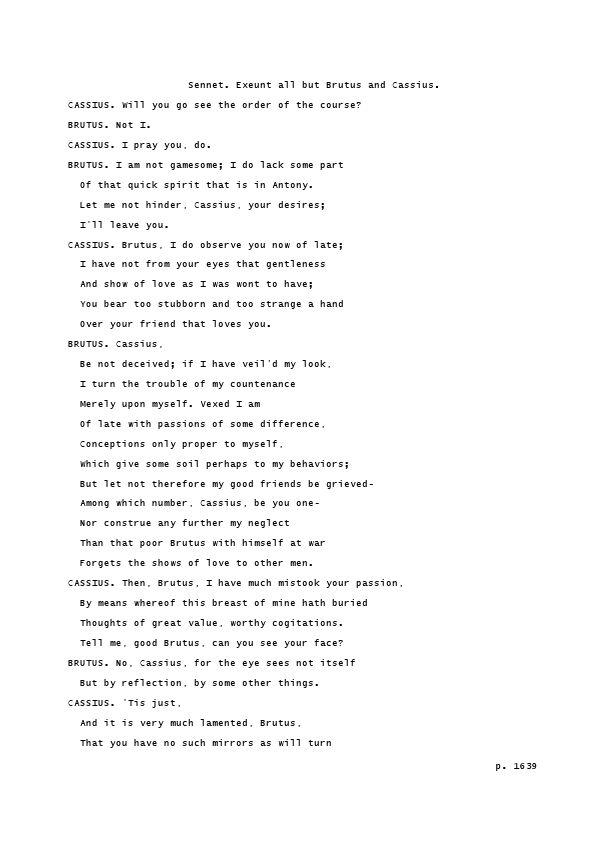 Sennet. Exeunt all but Brutus and Cassius.
CASSIUS. Will you go see the order of the course?
BRUTUS. Not I.
CASSIUS. I pray you, do.
BRUTUS. I am not gamesome; I do lack some part
Of that quick spirit that is in Antony.
Let me not hinder, Cassius, your desires;
I'll leave you.
CASSIUS. Brutus, I do observe you now of late;
I have not from your eyes that gentleness
And show of love as I was wont to have;
You bear too stubborn and too strange a hand
Over your friend that loves you.
BRUTUS. Cassius,
Be not deceived; if I have veil'd my look,
I turn the trouble of my countenance
Merely upon myself. Vexed I am
Of late with passions of some difference,
Conceptions only proper to myself,
Which give some soil perhaps to my behaviors;
But let not therefore my good friends be grieved-
Among which number, Cassius, be you one-
Nor construe any further my neglect
Than that poor Brutus with himself at war
Forgets the shows of love to other men.
CASSIUS. Then, Brutus, I have much mistook your passion,
By means whereof this breast of mine hath buried
Thoughts of great value, worthy cogitations.
Tell me, good Brutus, can you see your face?
BRUTUS. No, Cassius, for the eye sees not itself
But by reflection, by some other things.
CASSIUS. 'Tis just,
And it is very much lamented, Brutus,
That you have no such mirrors as will turn
p. 1639